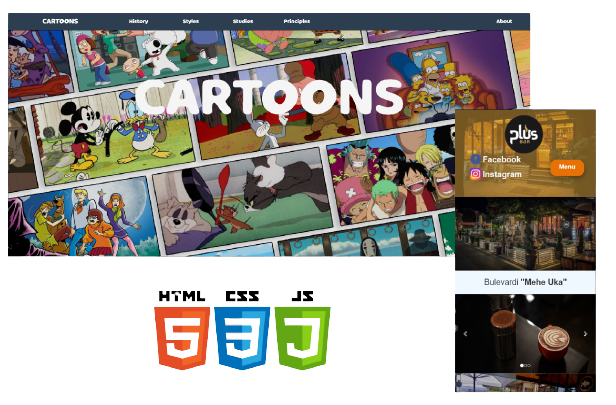 CARTOONS History Styles Studios Principles About
CARTOONS
plus
BAR
Facebook
Instagram
Menu
Bulevardi "Mehe Uka"
HTML CSS JS
5 3 J